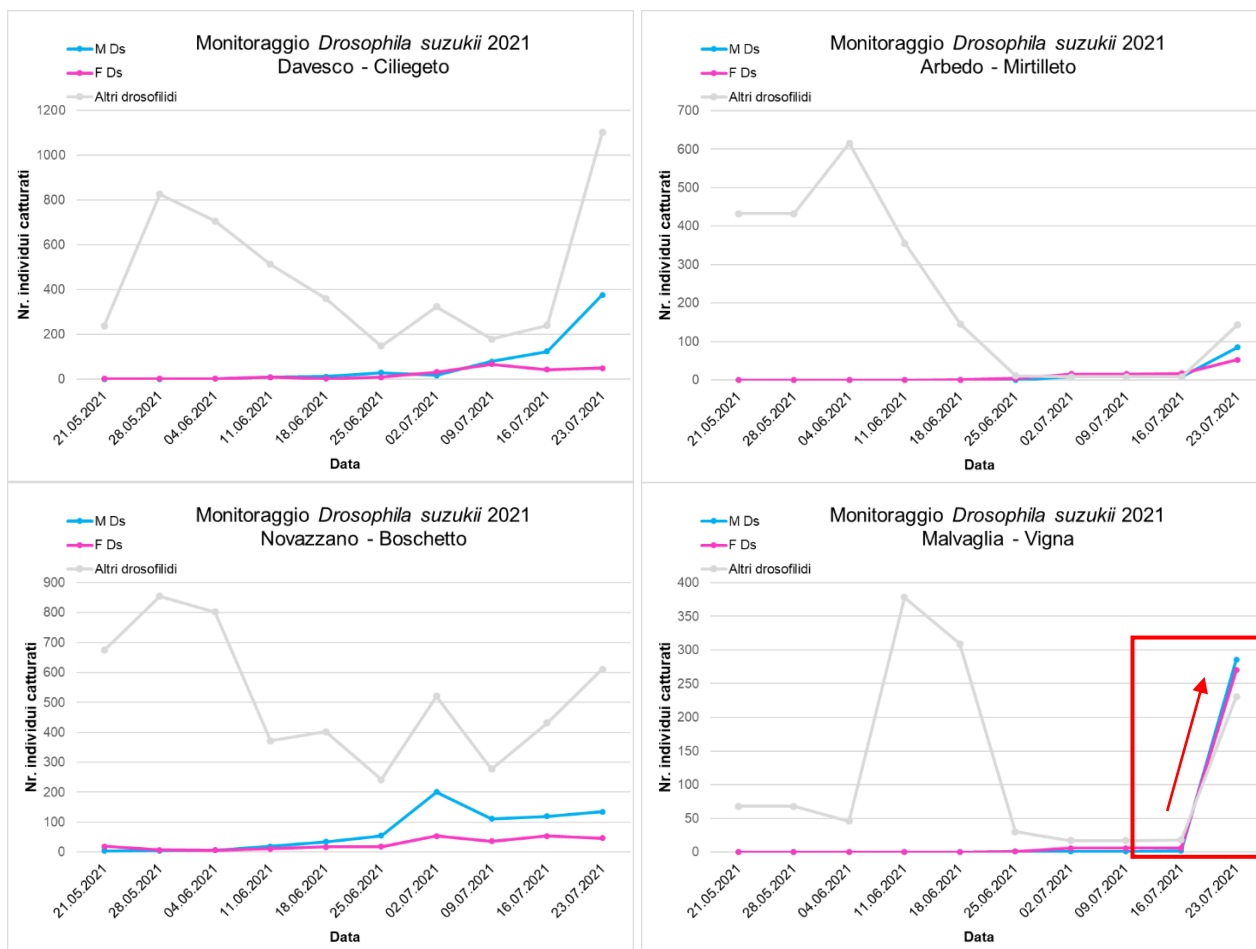 Monitoraggio Drosophila suzukii 2021
Davesco - Ciliegeto
M Ds
F Ds
Altri drosofilidi
Nr. individui catturati
1200
1000
800
600
400
200
0
21.05.2021
28.05.2021
04.06.2021
11.06.2021
18.06.2021
25.06.2021
02.07.2021
09.07.2021
16.07.2021
23.07.2021
Data
Monitoraggio Drosophila suzukii 2021
Arbedo - Mirtilleto
M Ds
F Ds
Altri drosofilidi
Nr. individui catturati
700
600
500
400
300
200
100
0
21.05.2021
28.05.2021
04.06.2021
11.06.2021
18.06.2021
25.06.2021
02.07.2021
09.07.2021
16.07.2021
23.07.2021
Data
Monitoraggio Drosophila suzukii 2021
Novazzano - Boschetto
M Ds
F Ds
Altri drosofilidi
Nr. individui catturati
900
800
700
600
500
400
300
200
100
0
21.05.2021
28.05.2021
04.06.2021
11.06.2021
18.06.2021
25.06.2021
02.07.2021
09.07.2021
16.07.2021
23.07.2021
Data
Monitoraggio Drosophila suzukii 2021
Malvaglia - Vigna
M Ds
F Ds
Altri drosofilidi
Nr. individui catturati
400
350
300
250
200
150
100
50
0
21.05.2021
28.05.2021
04.06.2021
11.06.2021
18.06.2021
25.06.2021
02.07.2021
09.07.2021
16.07.2021
23.07.2021
Data